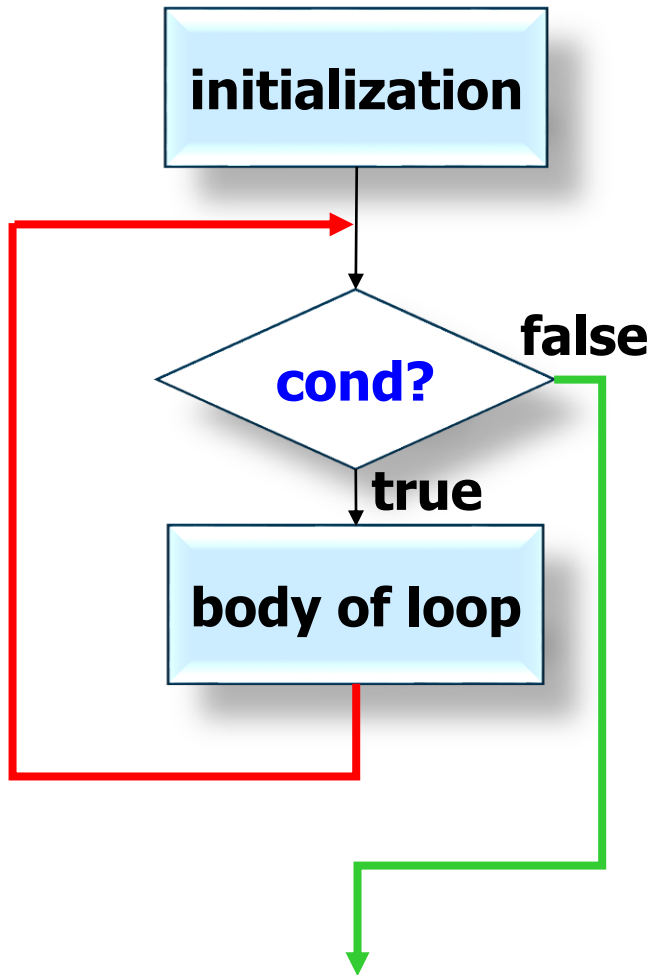 initialization
false
cond?
true
body of loop